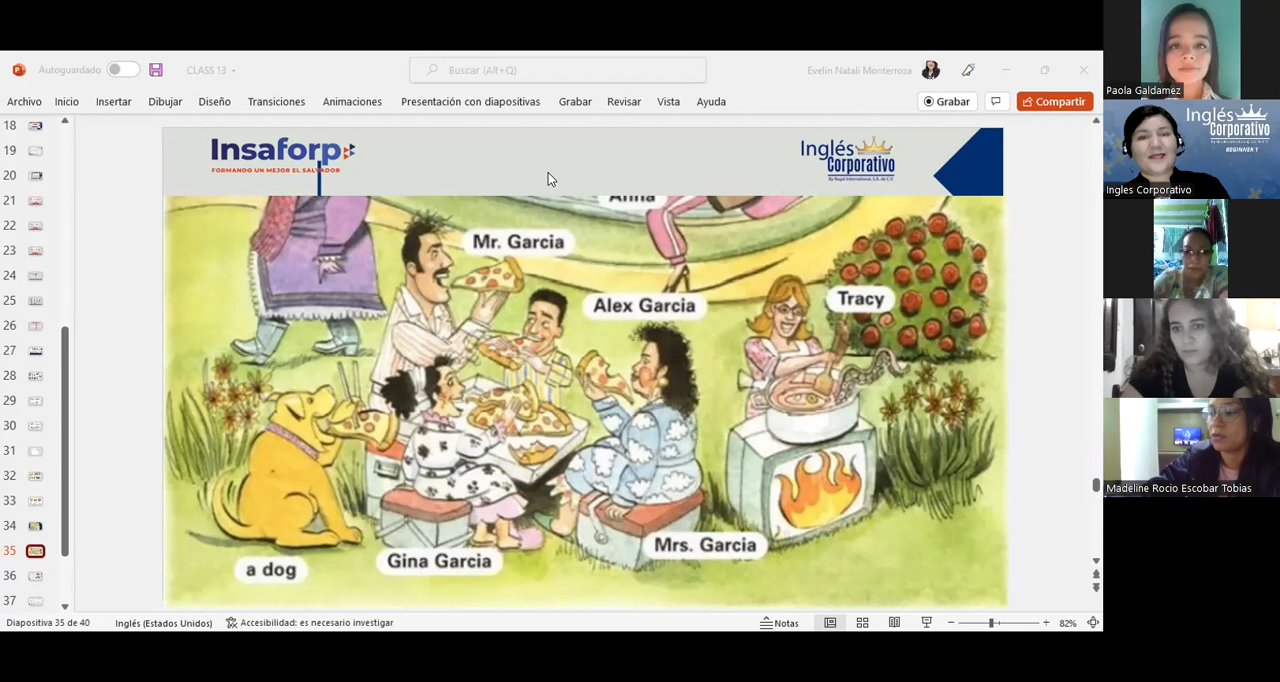 Autoguardado
CLASS 13
Buscar (Alt+Q)
Evelin Natali Monterroza
Archivo Inicio Insertar Dibujar Diseño Transiciones Animaciones Presentación con diapositivas Grabar Revisar Vista Ayuda
Grabar
Compartir
18
19
20
21
22
23
24
25
26
27
28
29
30
31
32
33
34
35
36
37
Insaforp
FORMANDO UN MEJOR EL SALVADOR
Inglés
Corporativo
By Regal International, S.A. de C.V.
Anna
Mr. Garcia
Alex Garcia
Tracy
Mrs. Garcia
Gina Garcia
a dog
Diapositiva 35 de 40
Inglés (Estados Unidos)
Accesibilidad: es necesario investigar
Notas
82%
Paola Galdamez
Inglés
Corporativo
BEGINNER 1
Ingles Corporativo
Madeline Rocio Escobar Tobias